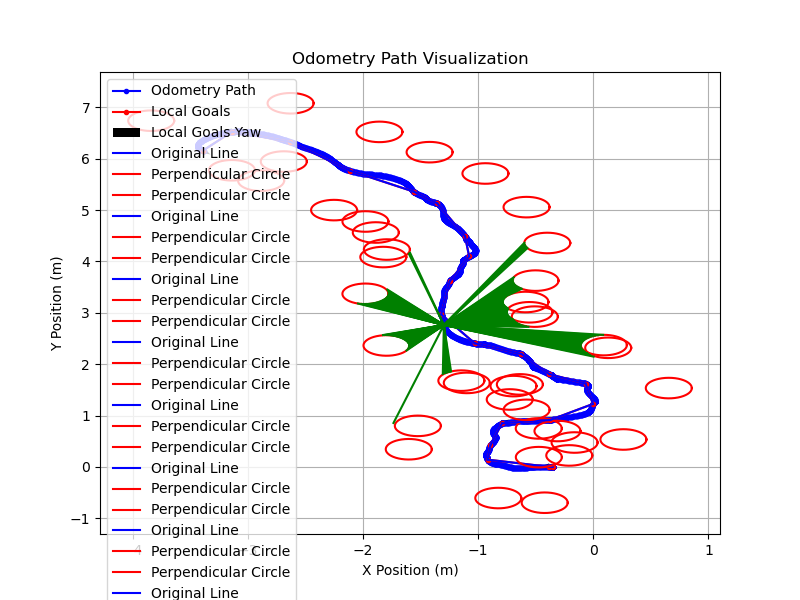 Odometry Path Visualization
Y Position (m)
7
6
5
4
3
2
1
0
−1
Odometry Path
Local Goals
Local Goals Yaw
Original Line
Perpendicular Circle
Perpendicular Circle
Original Line
Perpendicular Circle
Perpendicular Circle
Original Line
Perpendicular Circle
Perpendicular Circle
Original Line
Perpendicular Circle
Perpendicular Circle
Original Line
Perpendicular Circle
Perpendicular Circle
Original Line
Perpendicular Circle
Perpendicular Circle
Original Line
Perpendicular Circle
Perpendicular Circle
Original Line
−4 −3 −2 −1 0 1
X Position (m)